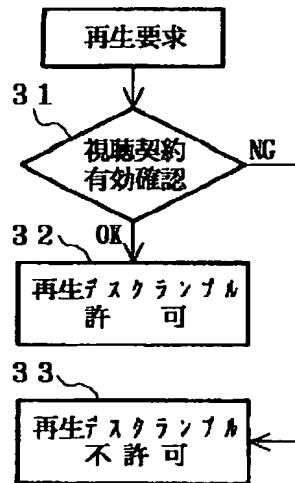 再生要求
31
視聴契約
有効確認
NG
OK
32
再生デスクランブル
許 可
33
再生デスクランブル
不 許 可